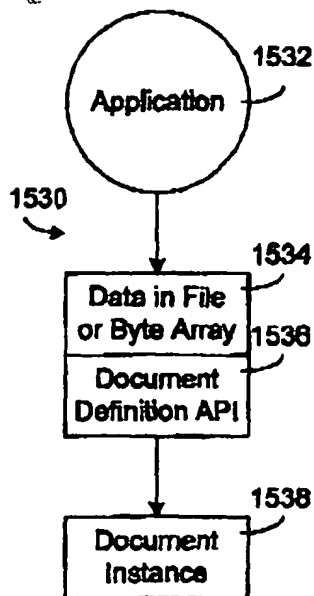 1532
Application
1530
1534
Data in File
or Byte Array
1536
Document
Definition API
1538
Document
Instance